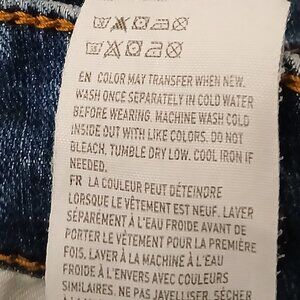 EN COLOR MAY TRANSFER WHEN NEW.
WASH ONCE SEPARATELY IN COLD WATER
BEFORE WEARING. MACHINE WASH COLD
INSIDE OUT WITH LIKE COLORS. DO NOT
BLEACH. TUMBLE DRY LOW. COOL IRON IF
NEEDED.
FR LA COULEUR PEUT DÉTEINDRE
LORSQUE LE VÊTEMENT EST NEUF. LAVER
SÉPARÉMENT À L'EAU FROIDE AVANT DE
PORTER LE VÊTEMENT POUR LA PREMIÈRE
FOIS. LAVER À LA MACHINE À L'EAU
FROIDE À L'ENVERS AVEC COULEURS
SIMILAIRES. NE PAS JAVELLISER. SÉCHER